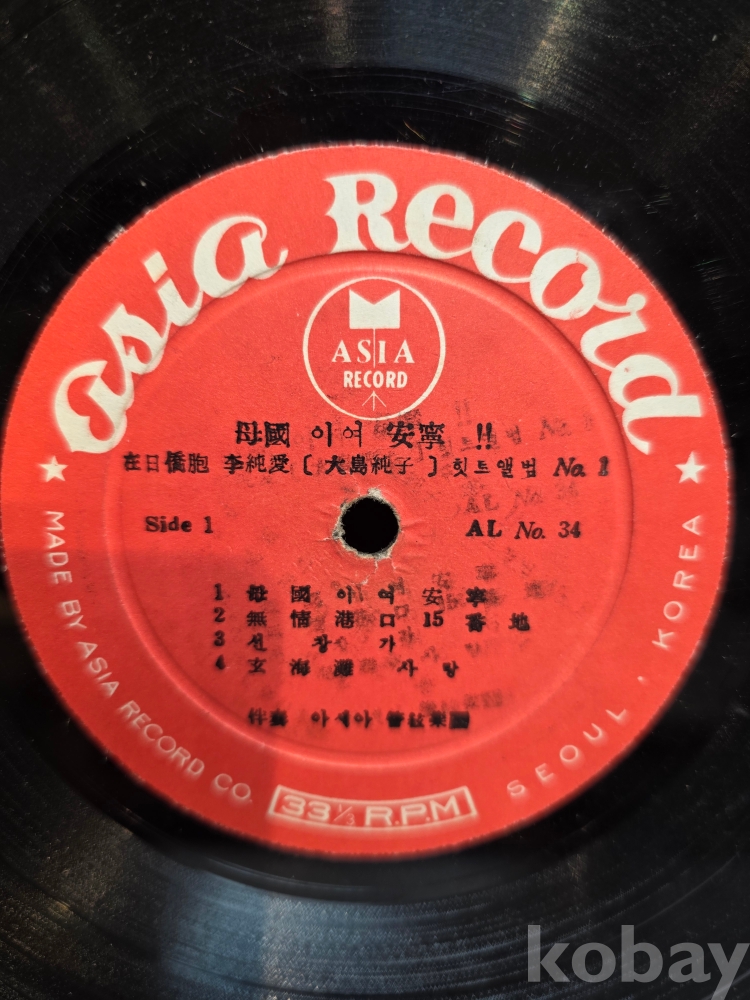 Asia Record
ASIA
RECORD
母國 이여 安寧 !!
在日僑胞 李純愛 ( 大島純子 ) 힛트앨범 No. 1
Side 1
AL No. 34
1 母國이여安寧
2 無情港口15番地
3 선창가
4 玄海灘사랑
伴奏 아세아 管絃樂團
MADE BY ASIA RECORD CO.
33⅓ R.P.M
SEOUL . KOREA
kobay